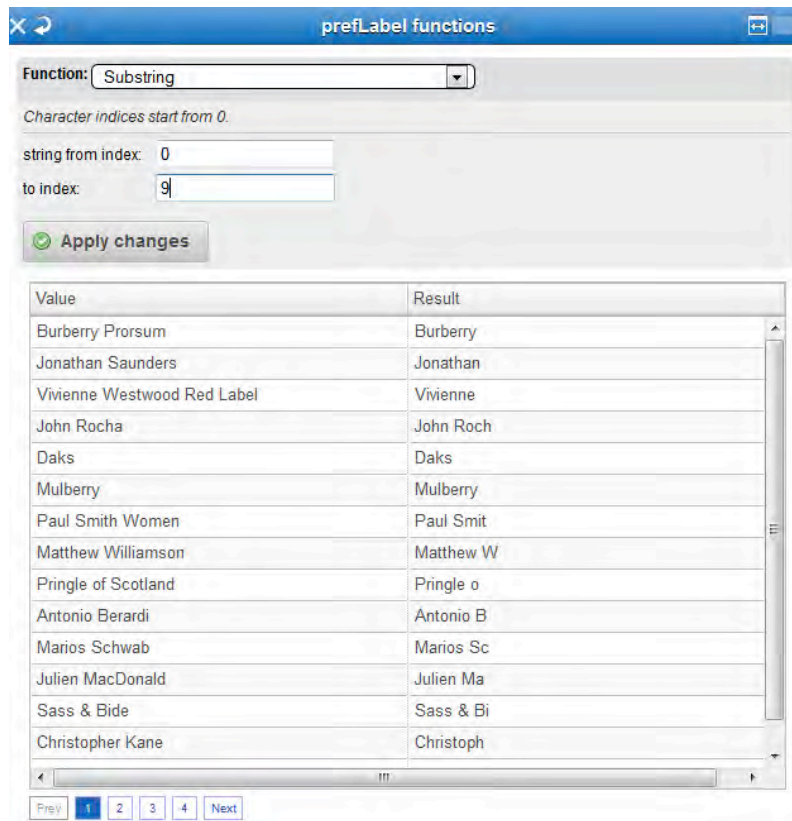 prefLabel functions
Function: Substring
Character indices start from 0.
string from index: 0
to index: 9
Apply changes
Value Result
Burberry Prorsum Burberry
Jonathan Saunders Jonathan
Vivienne Westwood Red Label Vivienne
John Rocha John Roch
Daks Daks
Mulberry Mulberry
Paul Smith Women Paul Smit
Matthew Williamson Matthew W
Pringle of Scotland Pringle o
Antonio Berardi Antonio B
Marios Schwab Marios Sc
Julien MacDonald Julien Ma
Sass & Bide Sass & Bi
Christopher Kane Christoph
Prev 1 2 3 4 Next